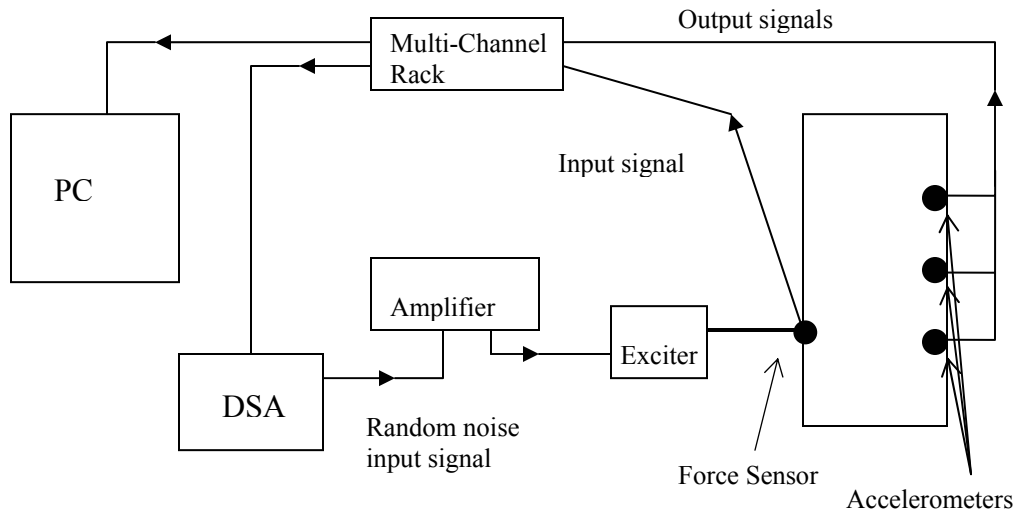 Output signals
Multi-Channel
Rack
Input signal
PC
Amplifier
Exciter
DSA
Random noise
input signal
Force Sensor
Accelerometers